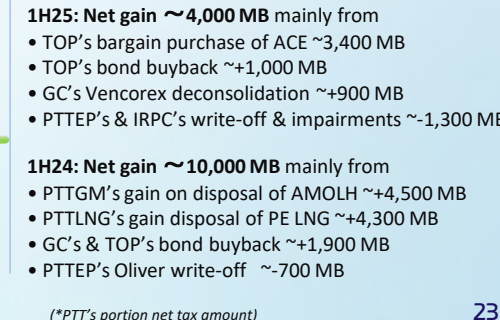 1H25: Net gain ～4,000 MB mainly from
• TOP's bargain purchase of ACE ~3,400 MB
• TOP's bond buyback ~+1,000 MB
• GC's Vencorex deconsolidation ~+900 MB
• PTTEP's & IRPC's write-off & impairments ~-1,300 MB
1H24: Net gain ～10,000 MB mainly from
• PTTGM's gain on disposal of AMOLH ~+4,500 MB
• PTTLNG's gain disposal of PE LNG ~+4,300 MB
• GC's & TOP's bond buyback ~+1,900 MB
• PTTEP's Oliver write-off ~-700 MB
(*PTT's portion net tax amount)
23